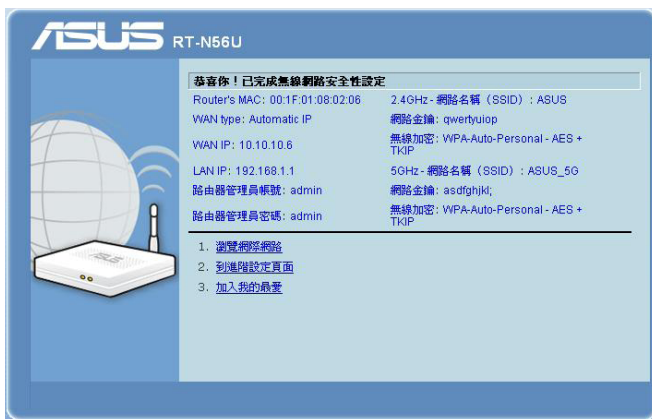 ASUS RT-N56U
恭喜你！已完成無線網路安全性設定
Router's MAC: 00:1F:01:08:02:06
2.4GHz- 網路名稱（SSID）: ASUS
WAN type: Automatic IP
網路金鑰: qwertyuiop
WAN IP: 10.10.10.6
無線加密: WPA-Auto-Personal - AES +
TKIP
LAN IP: 192.168.1.1
5GHz- 網路名稱（SSID）: ASUS_5G
路由器管理員帳號: admin
網路金鑰: asdfghjkl;
路由器管理員密碼: admin
無線加密: WPA-Auto-Personal - AES +
TKIP
1. 瀏覽網際網路
2. 到進階設定頁面
3. 加入我的最愛
ASUS